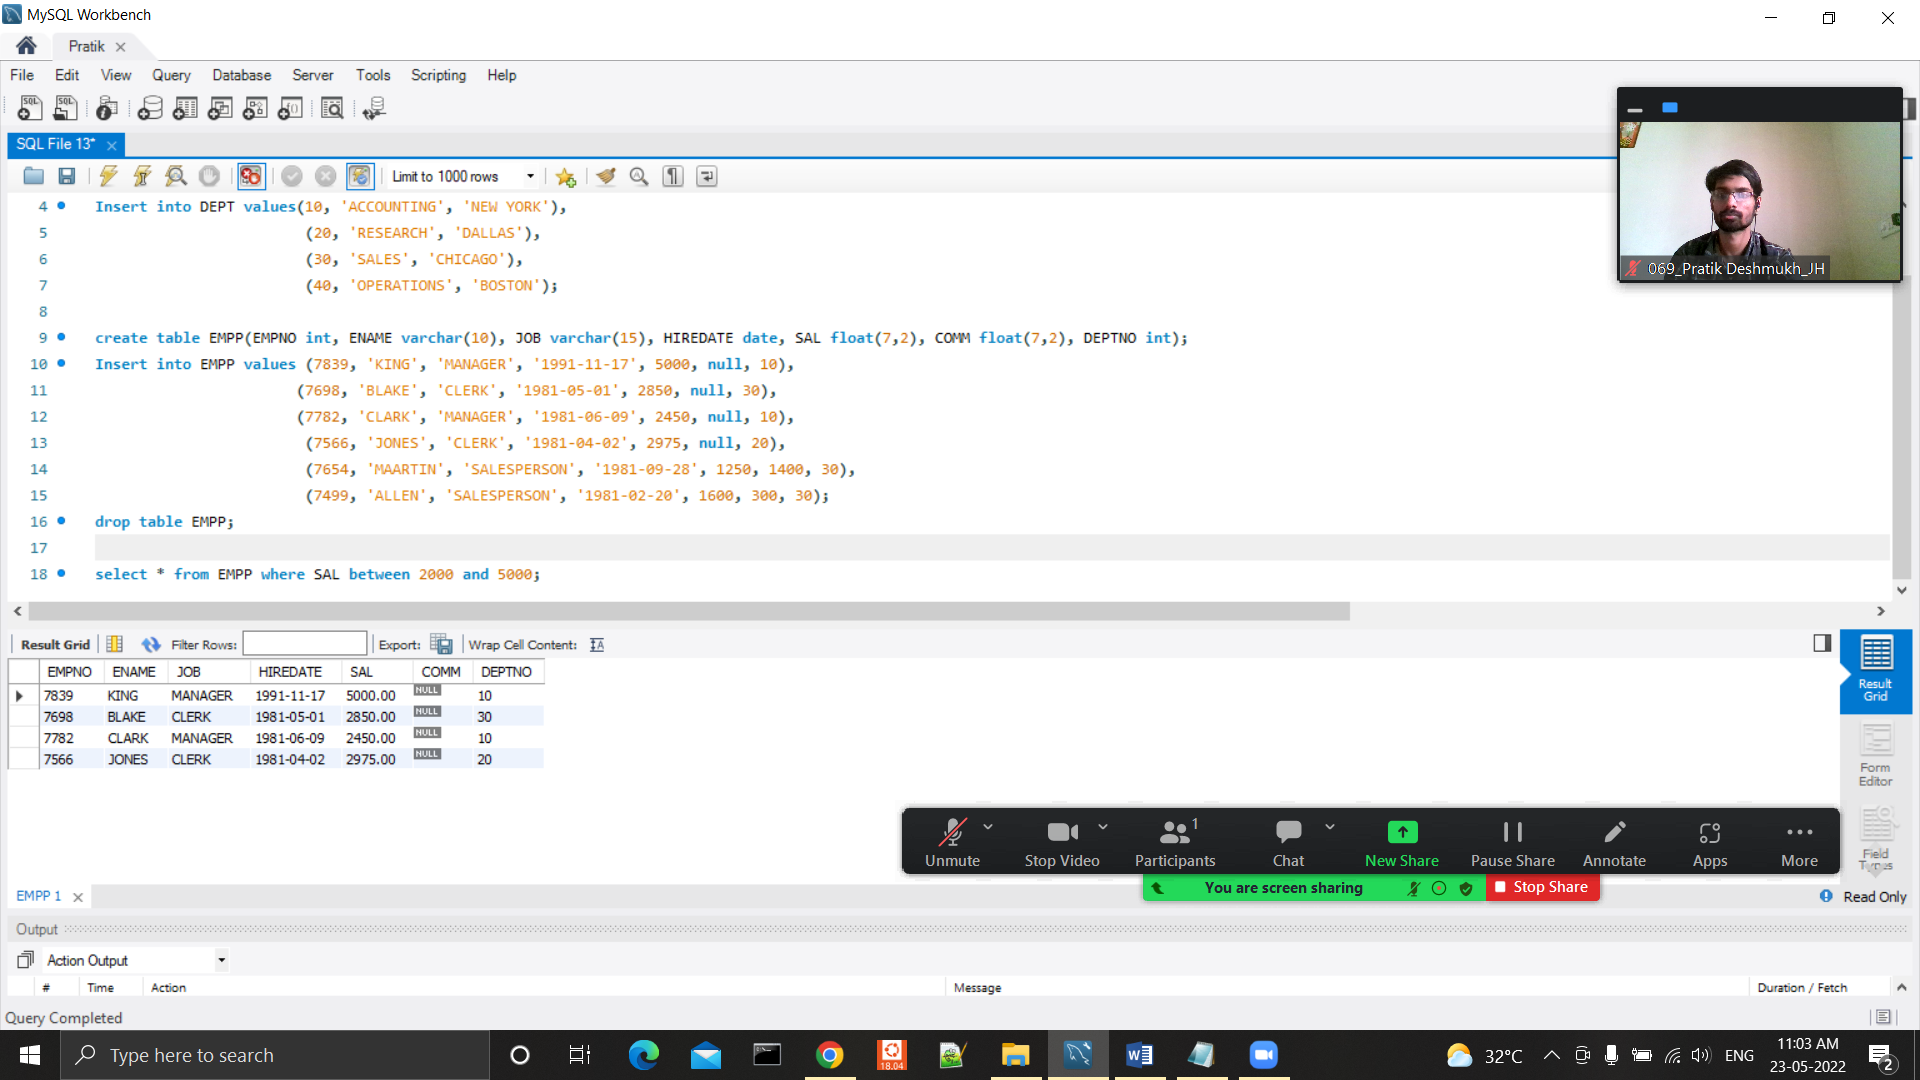 MySQL Workbench
Pratik
File Edit View Query Database Server Tools Scripting Help
SQL File 13*
Limit to 1000 rows
4 Insert into DEPT values(10, 'ACCOUNTING', 'NEW YORK'),
5 (20, 'RESEARCH', 'DALLAS'),
6 (30, 'SALES', 'CHICAGO'),
7 (40, 'OPERATIONS', 'BOSTON');
8
9 create table EMPP(EMPNO int, ENAME varchar(10), JOB varchar(15), HIREDATE date, SAL float(7,2), COMM float(7,2), DEPTNO int);
10 Insert into EMPP values (7839, 'KING', 'MANAGER', '1991-11-17', 5000, null, 10),
11 (7698, 'BLAKE', 'CLERK', '1981-05-01', 2850, null, 30),
12 (7782, 'CLARK', 'MANAGER', '1981-06-09', 2450, null, 10),
13 (7566, 'JONES', 'CLERK', '1981-04-02', 2975, null, 20),
14 (7654, 'MAARTIN', 'SALESPERSON', '1981-09-28', 1250, 1400, 30),
15 (7499, 'ALLEN', 'SALESPERSON', '1981-02-20', 1600, 300, 30);
16 drop table EMPP;
17
18 select * from EMPP where SAL between 2000 and 5000;
069_Pratik Deshmukh_JH
Result Grid Filter Rows: Export: Wrap Cell Content:
EMPNO ENAME JOB HIREDATE SAL COMM DEPTNO
7839 KING MANAGER 1991-11-17 5000.00 NULL 10
7698 BLAKE CLERK 1981-05-01 2850.00 NULL 30
7782 CLARK MANAGER 1981-06-09 2450.00 NULL 10
7566 JONES CLERK 1981-04-02 2975.00 NULL 20
Result
Grid
Form
Editor
Field
Types
1
Unmute Stop Video Participants Chat New Share Pause Share Annotate Apps More
You are screen sharing Stop Share
EMPP 1
Read Only
Output
Action Output
# Time Action Message Duration / Fetch
Query Completed
Type here to search
18.04
32°C
ENG
11:03 AM
23-05-2022
2